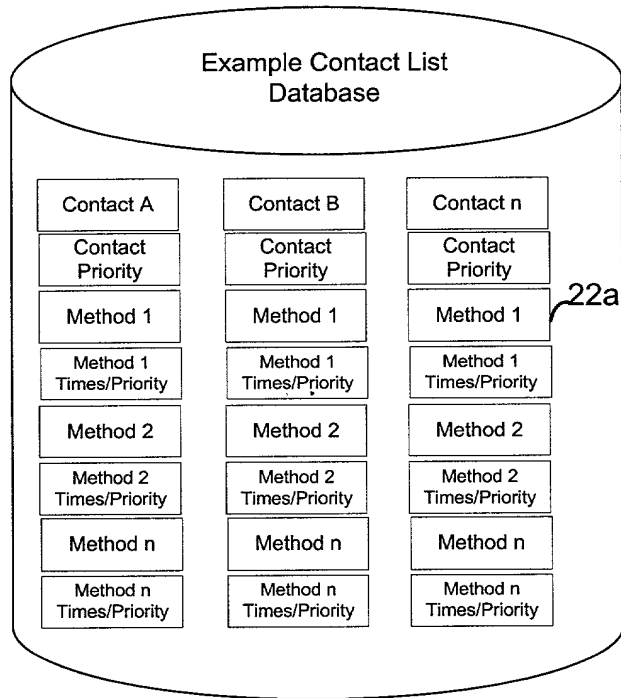 Example Contact List
Database
Contact A
Contact B
Contact n
Contact
Priority
Contact
Priority
Contact
Priority
Method 1
Method 1
Method 1
22a
Method 1
Times/Priority
Method 1
Times/Priority
Method 1
Times/Priority
Method 2
Method 2
Method 2
Method 2
Times/Priority
Method 2
Times/Priority
Method 2
Times/Priority
Method n
Method n
Method n
Method n
Times/Priority
Method n
Times/Priority
Method n
Times/Priority